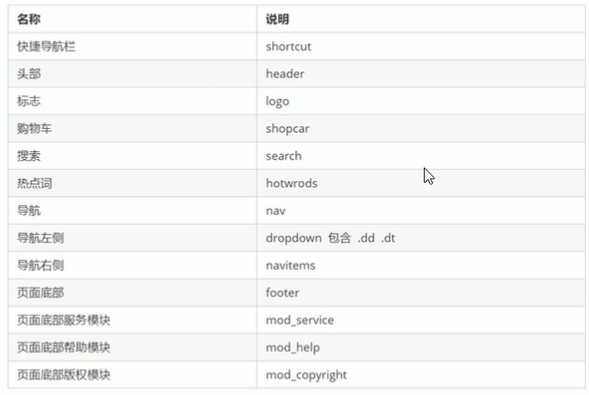 名称 说明
快捷导航栏 shortcut
头部 header
标志 logo
购物车 shopcar
搜索 search
热点词 hotwrods
导航 nav
导航左侧 dropdown 包含 .dd .dt
导航右侧 navitems
页面底部 footer
页面底部服务模块 mod_service
页面底部帮助模块 mod_help
页面底部版权模块 mod_copyright